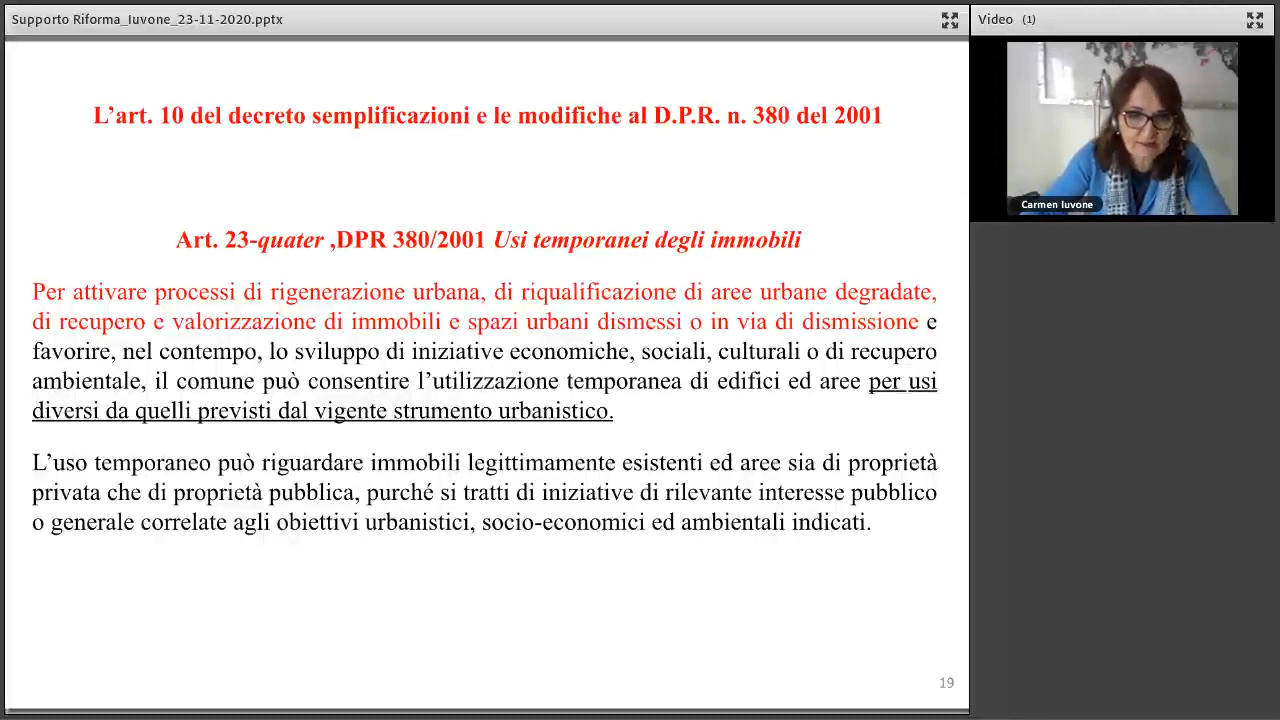 Supporto Riforma_Iuvone_23-11-2020.pptx
Video (1)
Carmen Iuvone
L’art. 10 del decreto semplificazioni e le modifiche al D.P.R. n. 380 del 2001
Art. 23-quater ,DPR 380/2001 Usi temporanei degli immobili
Per attivare processi di rigenerazione urbana, di riqualificazione di aree urbane degradate,
di recupero e valorizzazione di immobili e spazi urbani dismessi o in via di dismissione e
favorire, nel contempo, lo sviluppo di iniziative economiche, sociali, culturali o di recupero
ambientale, il comune può consentire l’utilizzazione temporanea di edifici ed aree per usi
diversi da quelli previsti dal vigente strumento urbanistico.
L’uso temporaneo può riguardare immobili legittimamente esistenti ed aree sia di proprietà
privata che di proprietà pubblica, purché si tratti di iniziative di rilevante interesse pubblico
o generale correlate agli obiettivi urbanistici, socio-economici ed ambientali indicati.
19